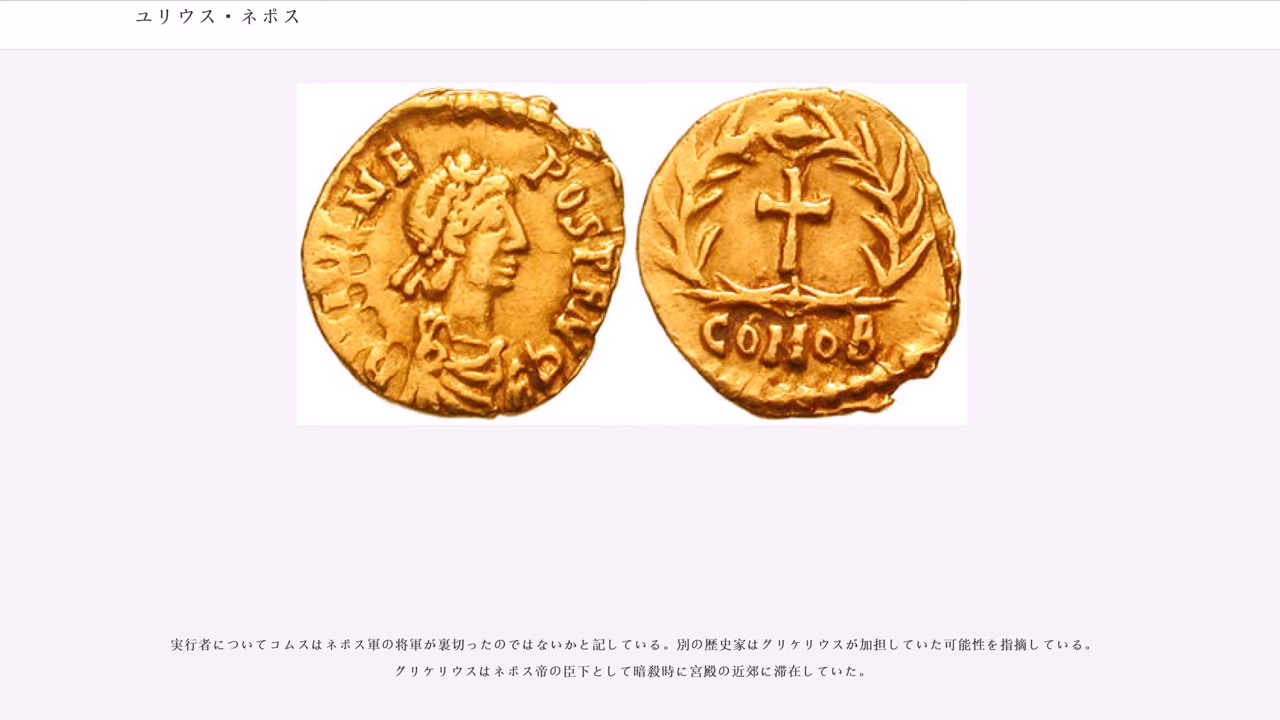 ユリウス・ネポス
NE
POSPFAVG
CONOB
実行者についてコムスはネポス軍の将軍が裏切ったのではないかと記している。別の歴史家はグリケリウスが加担していた可能性を指摘している。
グリケリウスはネポス帝の臣下として暗殺時に宮殿の近郊に滞在していた。